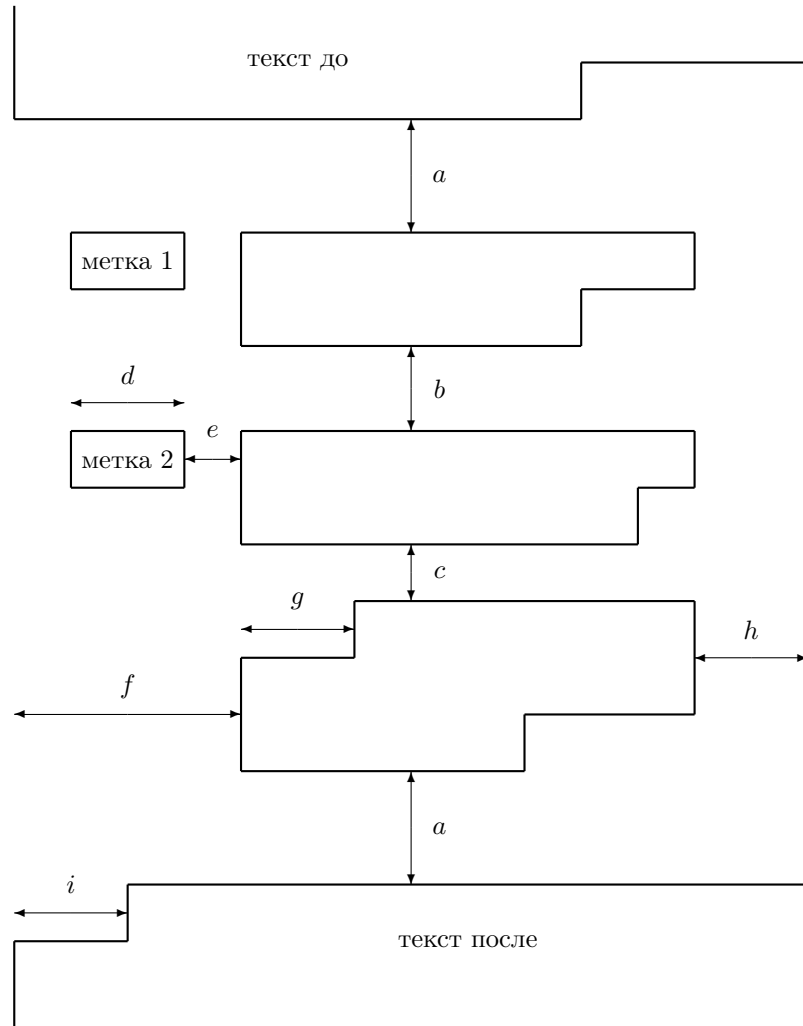 текст до
a
метка 1
d
b
e
метка 2
c
g
h
f
a
i
текст после